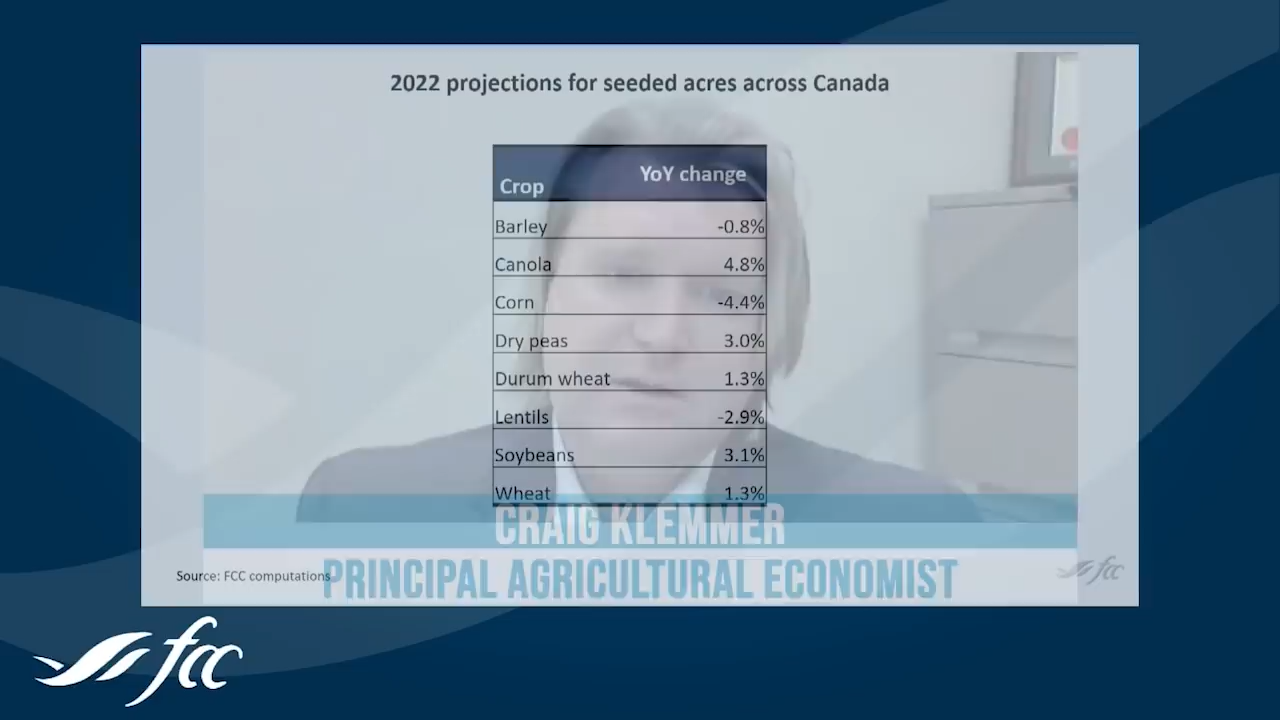 2022 projections for seeded acres across Canada
Crop YoY change
Barley -0.8%
Canola 4.8%
Corn -4.4%
Dry peas 3.0%
Durum wheat 1.3%
Lentils -2.9%
Soybeans 3.1%
Wheat 1.3%
CRAIG KLEMMER
PRINCIPAL AGRICULTURAL ECONOMIST
Source: FCC computations
fcc
fcc